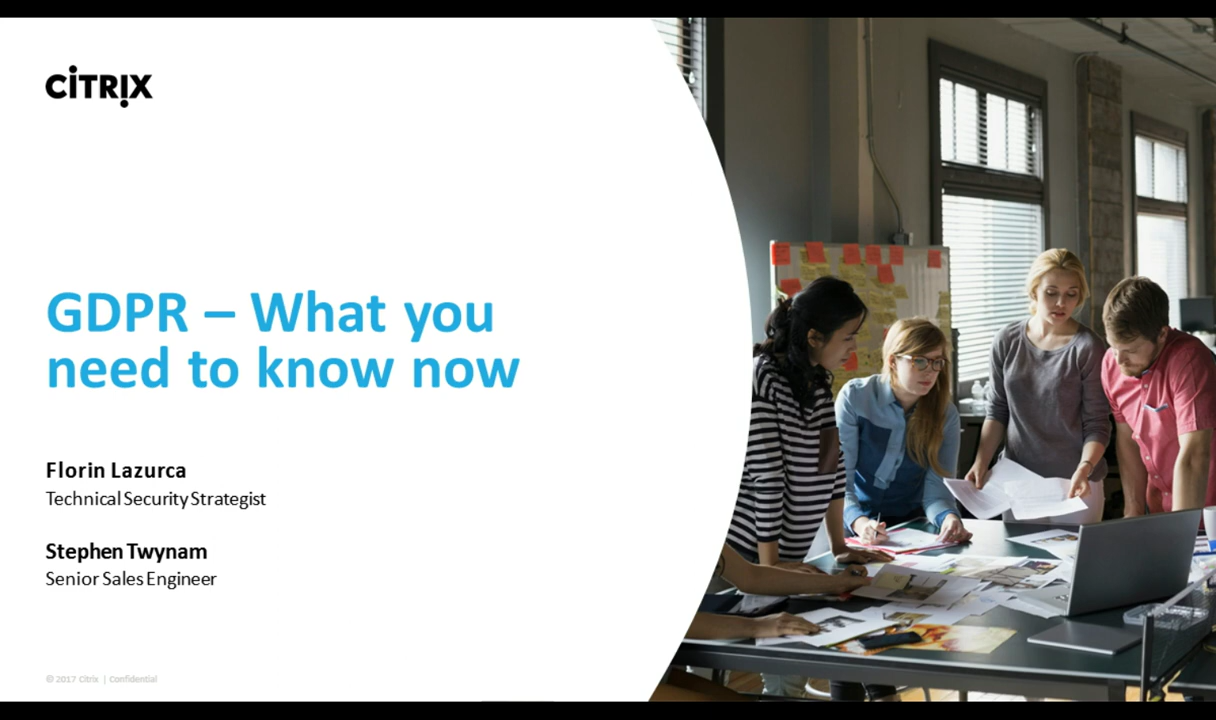 CITRIX
GDPR – What you
need to know now
Florin Lazurca
Technical Security Strategist
Stephen Twynam
Senior Sales Engineer
© 2017 Citrix | Confidential